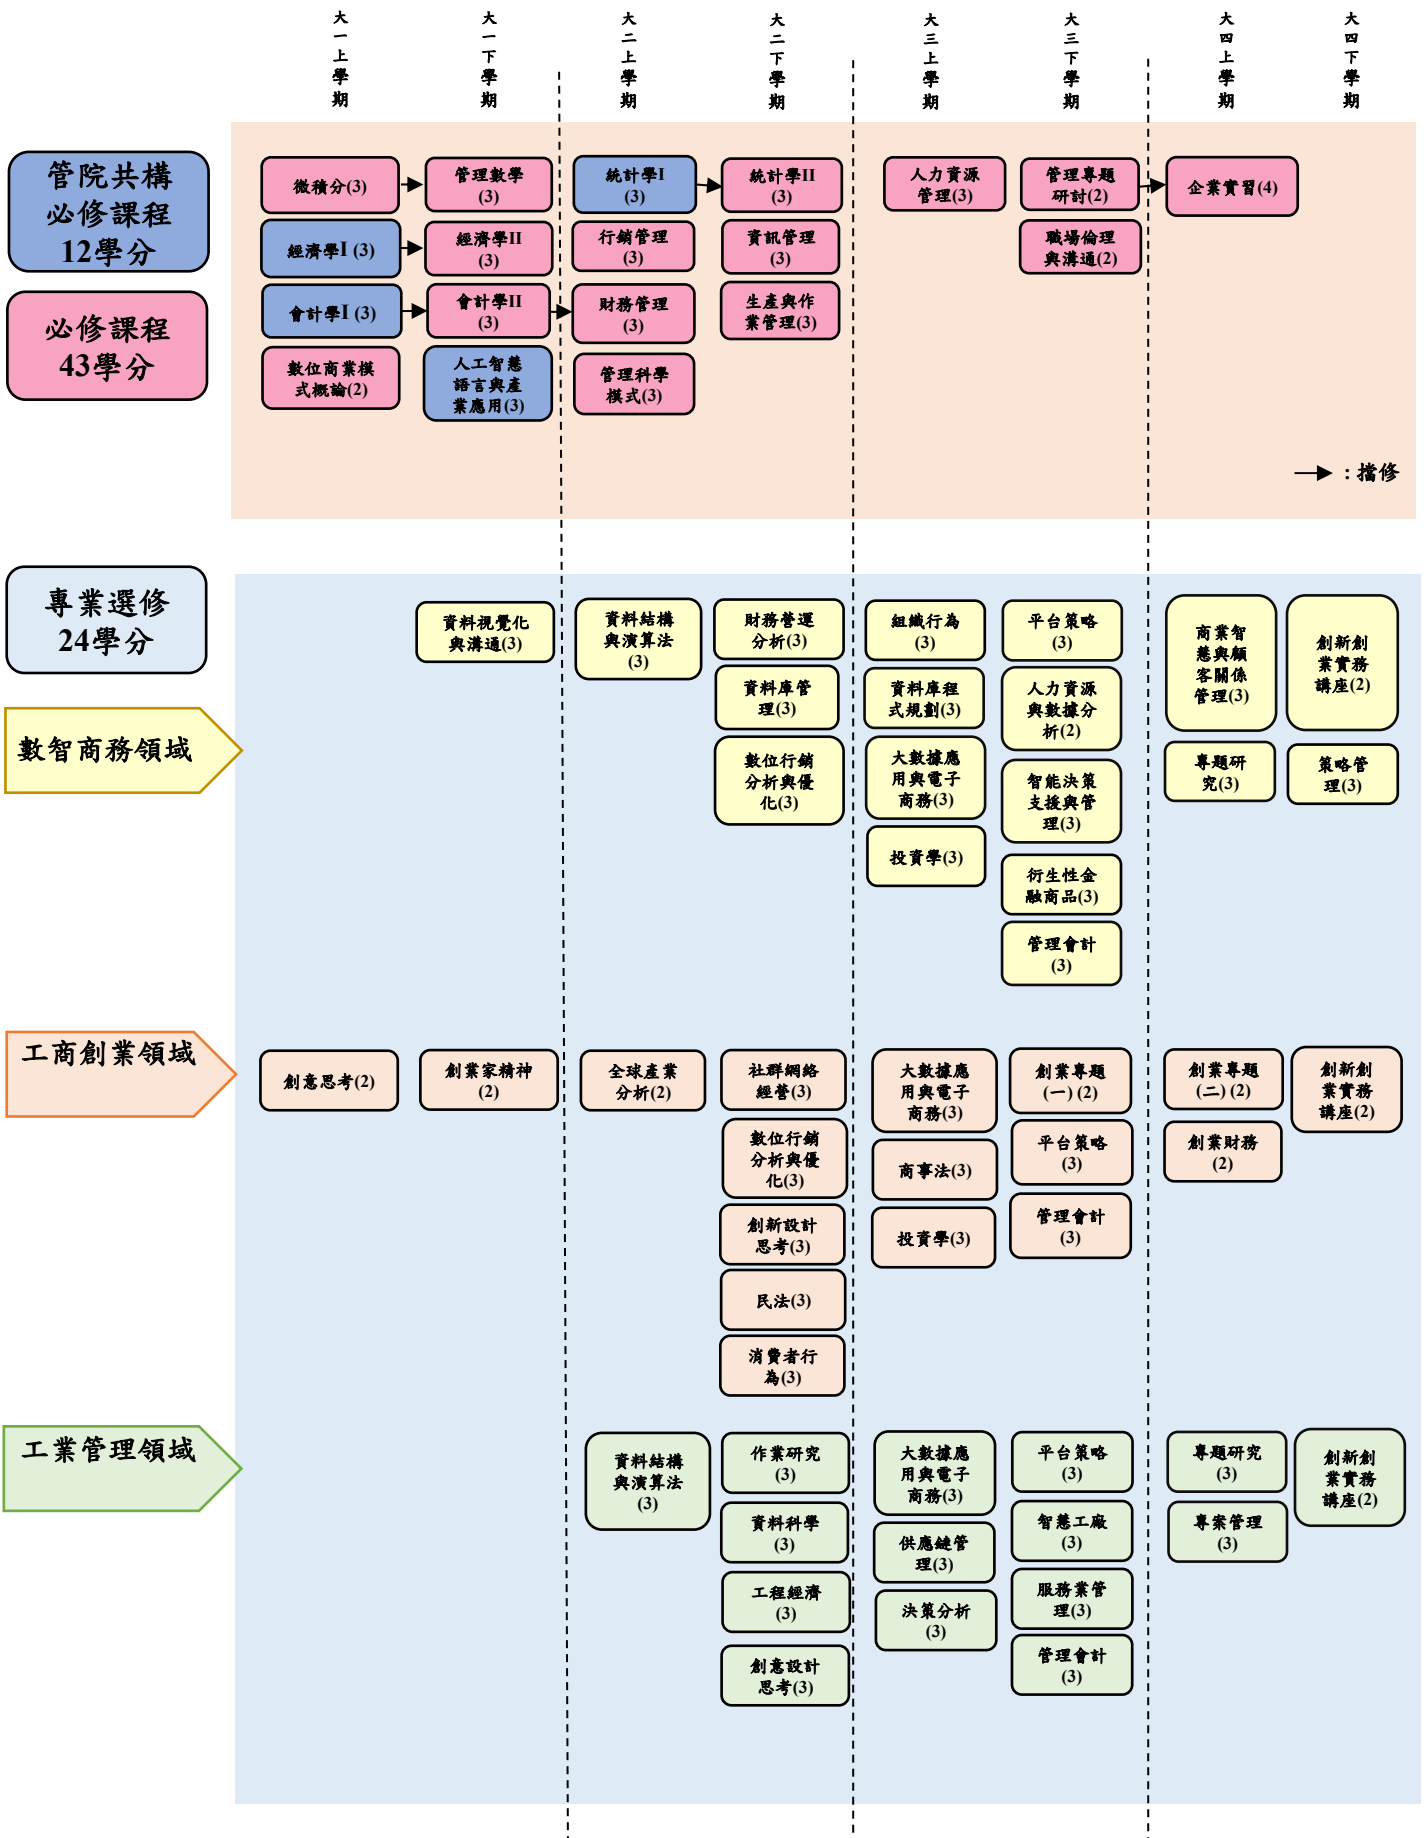 大一上學期
大一下學期
大二上學期
大二下學期
大三上學期
大三下學期
大四上學期
大四下學期
管院共構
必修課程
12學分
必修課程
43學分
微積分(3)
管理數學
(3)
統計學I
(3)
統計學II
(3)
人力資源
管理(3)
管理專題
研討(2)
企業實習(4)
經濟學I (3)
經濟學II
(3)
行銷管理
(3)
資訊管理
(3)
職場倫理
與溝通(2)
會計學I (3)
會計學II
(3)
財務管理
(3)
生產與作
業管理(3)
數位商業模
式概論(2)
人工智慧
語言與產
業應用(3)
管理科學
模式(3)
: 擋修
專業選修
24學分
數智商務領域
資料視覺化
與溝通(3)
資料結構
與演算法
(3)
財務營運
分析(3)
資料庫管
理(3)
數位行銷
分析與優
化(3)
組織行為
(3)
資料庫程
式規劃(3)
大數據應
用與電子
商務(3)
投資學(3)
平台策略
(3)
人力資源
與數據分
析(2)
智能決策
支援與管
理(3)
衍生性金
融商品(3)
管理會計
(3)
商業智
慧與顧
客關係
管理(3)
專題研
究(3)
創新創
業實務
講座(2)
策略管
理(3)
工商創業領域
創意思考(2)
創業家精神
(2)
全球產業
分析(2)
社群網絡
經營(3)
數位行銷
分析與優
化(3)
創新設計
思考(3)
民法(3)
消費者行
為(3)
大數據應
用與電子
商務(3)
商事法(3)
投資學(3)
創業專題
(一) (2)
平台策略
(3)
管理會計
(3)
創業專題
(二) (2)
創業財務
(2)
創新創
業實務
講座(2)
工業管理領域
資料結構
與演算法
(3)
作業研究
(3)
資料科學
(3)
工程經濟
(3)
創意設計
思考(3)
大數據應
用與電子
商務(3)
供應鏈管
理(3)
決策分析
(3)
平台策略
(3)
智慧工廠
(3)
服務業管
理(3)
管理會計
(3)
專題研究
(3)
專案管理
(3)
創新創
業實務
講座(2)